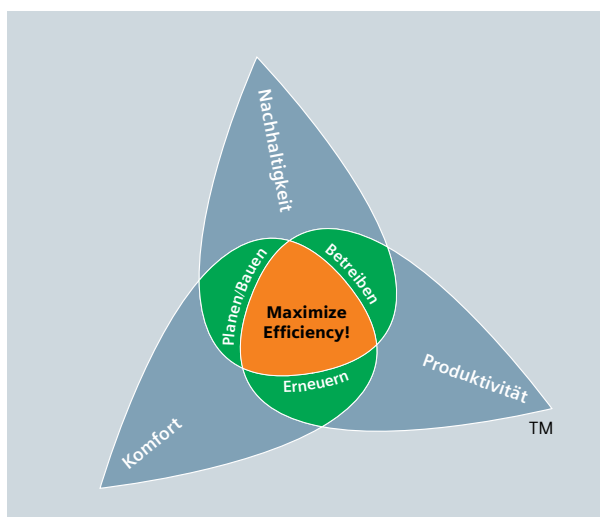 Nachhaltigkeit
Planen/Bauen
Betreiben
Maximize
Efficiency!
Erneuern
Produktivität
Komfort
TM